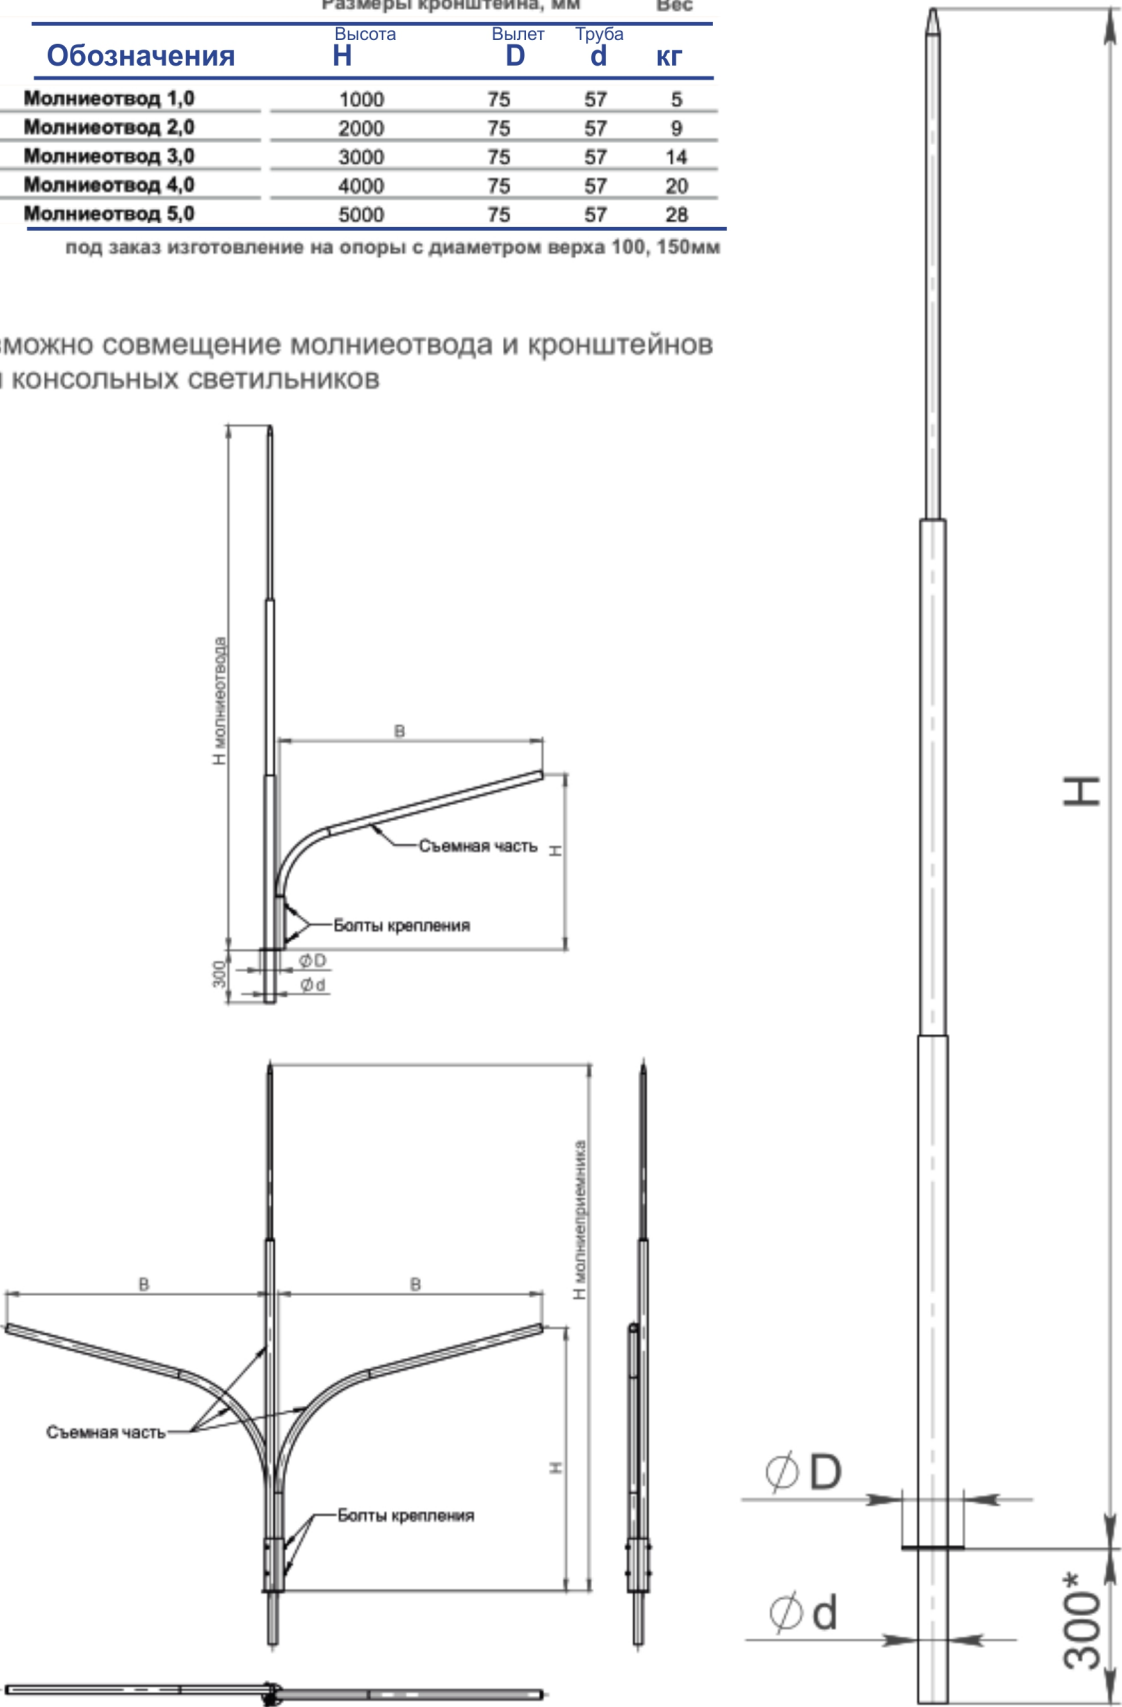 Размеры кронштейна, мм Вес
Высота Вылет Труба
Обозначения H D d кг
Молниеотвод 1,0 1000 75 57 5
Молниеотвод 2,0 2000 75 57 9
Молниеотвод 3,0 3000 75 57 14
Молниеотвод 4,0 4000 75 57 20
Молниеотвод 5,0 5000 75 57 28
под заказ изготовление на опоры с диаметром верха 100, 150мм
зможно совмещение молниеотвода и кронштейнов
консольных светильников
H молниеотвода
B
Съемная часть
H
Болты крепления
300
ØD
Ød
H молниеприемника
B
B
Съемная часть
H
Болты крепления
H
ØD
Ød
300*